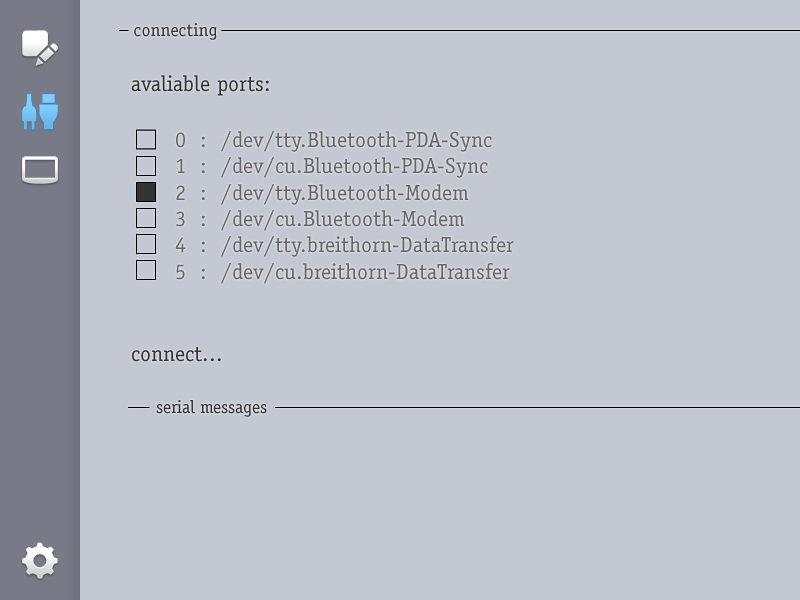 connecting
avaliable ports:
0 : /dev/tty.Bluetooth-PDA-Sync
1 : /dev/cu.Bluetooth-PDA-Sync
2 : /dev/tty.Bluetooth-Modem
3 : /dev/cu.Bluetooth-Modem
4 : /dev/tty.breithorn-DataTransfer
5 : /dev/cu.breithorn-DataTransfer
connect...
serial messages